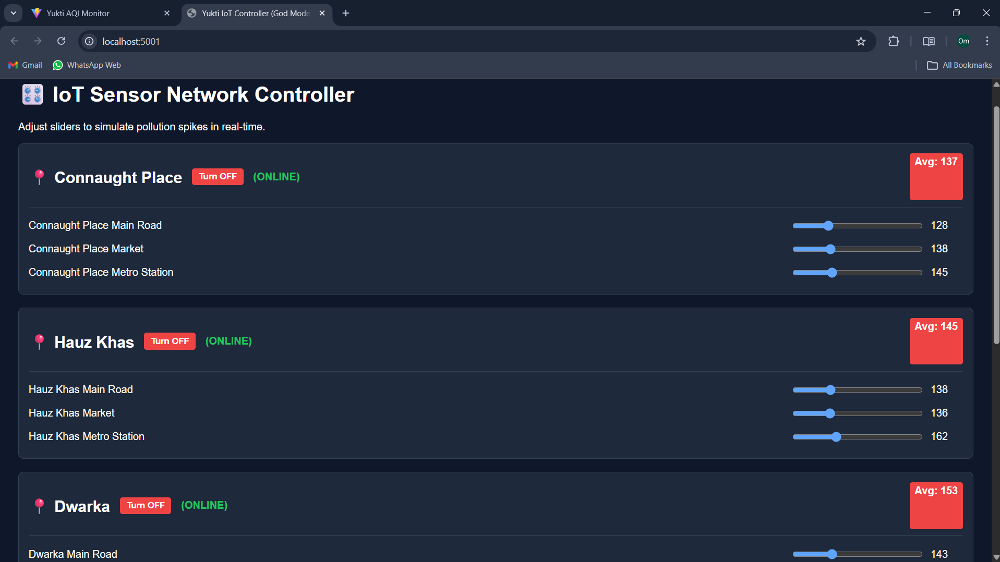 Yukti AQI Monitor
Yukti IoT Controller (God Mode
localhost:5001
Om
Gmail
WhatsApp Web
All Bookmarks
IoT Sensor Network Controller
Adjust sliders to simulate pollution spikes in real-time.
Connaught Place Turn OFF (ONLINE) Avg: 137
Connaught Place Main Road 128
Connaught Place Market 138
Connaught Place Metro Station 145
Hauz Khas Turn OFF (ONLINE) Avg: 145
Hauz Khas Main Road 138
Hauz Khas Market 136
Hauz Khas Metro Station 162
Dwarka Turn OFF (ONLINE) Avg: 153
Dwarka Main Road 143